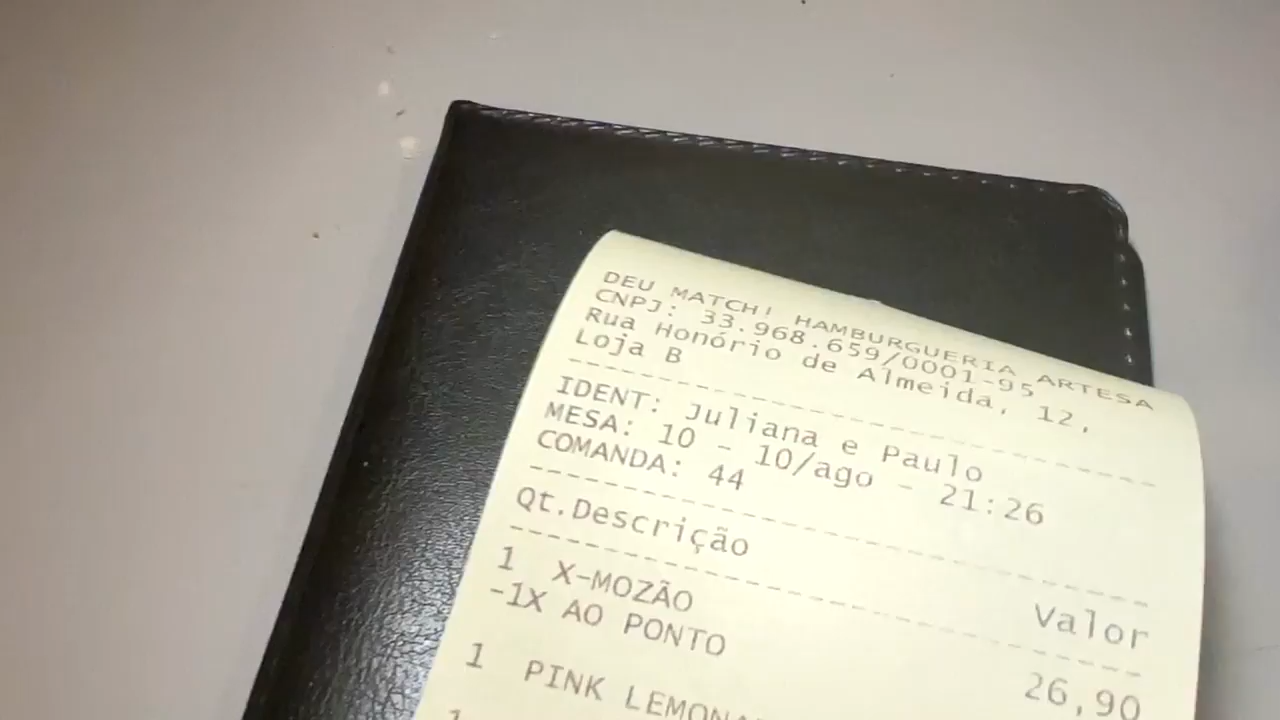 DEU MATCH! HAMBURGUERIA ARTESA
CNPJ: 33.968.659/0001-95
Rua Honório de Almeida, 12,
Loja B
IDENT: Juliana e Paulo
MESA: 10 - 10/ago - 21:26
COMANDA: 44
Qt.Descrição Valor
1 X-MOZÃO 26,90
-1X AO PONTO
1 PINK
1